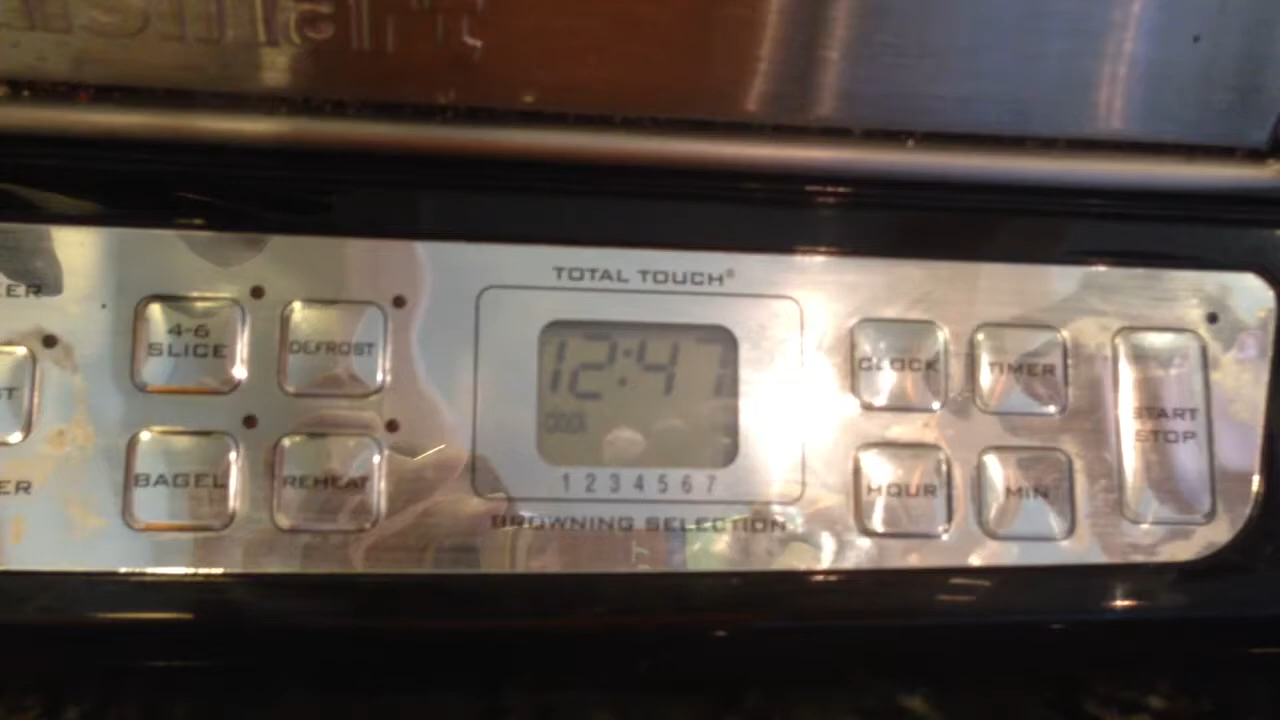 TOTAL TOUCH®
4-6
SLICE
DEFROST
12:47
CLOCK
CLOCK
TIMER
START
STOP
BAGEL
REHEAT
1 2 3 4 5 6 7
HOUR
MIN
BROWNING SELECTION